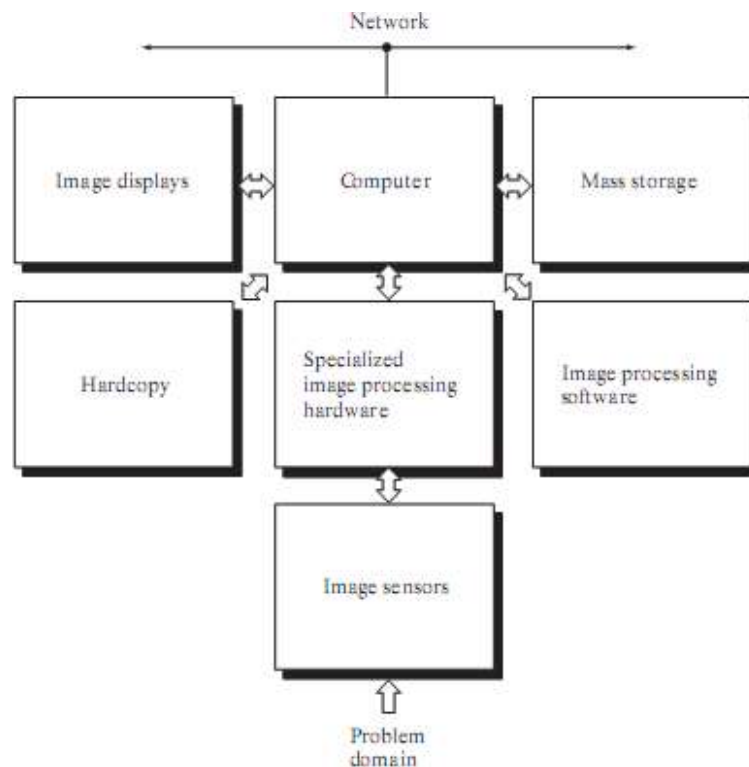 Network
Image displays
Computer
Mass storage
Hardcopy
Specialized
image processing
hardware
Image processing
software
Image sensors
Problem
domain